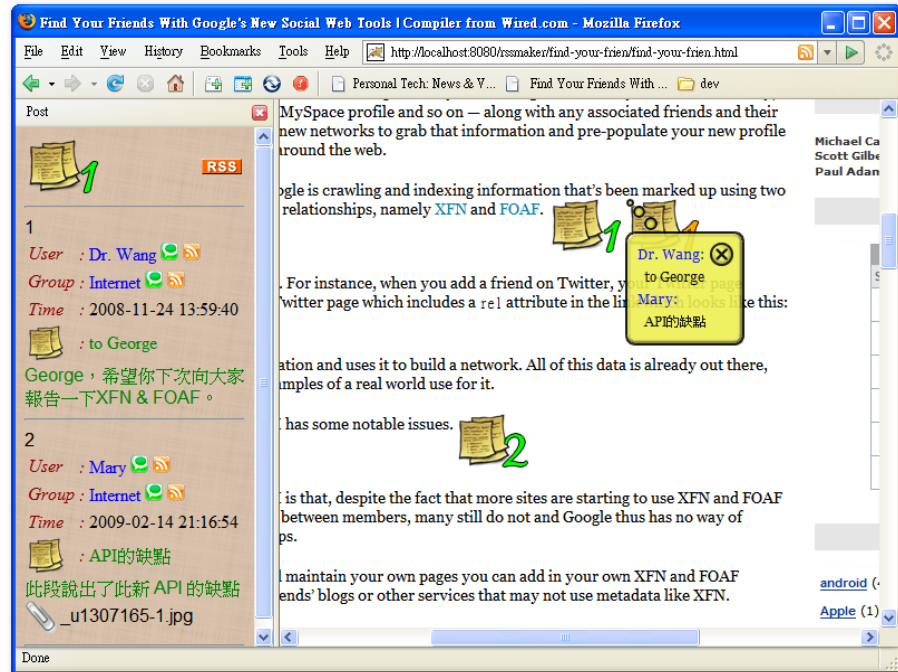 Find Your Friends With Google's New Social Web Tools | Compiler from Wired.com - Mozilla Firefox
File Edit View History Bookmarks Tools Help http://localhost:8080/rssmaker/find-your-frien/find-your-frien.html
Personal Tech: News & V... Find Your Friends With ... dev
Post
1 RSS
1
User : Dr. Wang
Group : Internet
Time : 2008-11-24 13:59:40
: to George
George,希望你下次向大家
報告一下XFN & FOAF。
2
User : Mary
Group : Internet
Time : 2009-02-14 21:16:54
: API的缺點
此段說出了此新 API 的缺點
_u1307165-1.jpg
MySpace profile and so on — along with any associated friends and their
new networks to grab that information and pre-populate your new profile
around the web.
ogle is crawling and indexing information that's been marked up using two
relationships, namely XFN and FOAF. 1 1
Dr. Wang:
to George
Mary:
API的缺點
. For instance, when you add a friend on Twitter, your Twitter page
Twitter page which includes a rel attribute in the link which looks like this:
ation and uses it to build a network. All of this data is already out there,
amples of a real world use for it.
I has some notable issues. 2
I is that, despite the fact that more sites are starting to use XFN and FOAF
between members, many still do not and Google thus has no way of
ps.
l maintain your own pages you can add in your own XFN and FOAF
ends' blogs or other services that may not use metadata like XFN.
Michael Ca
Scott Gilbe
Paul Adan
S
android (
Apple (1)
Done